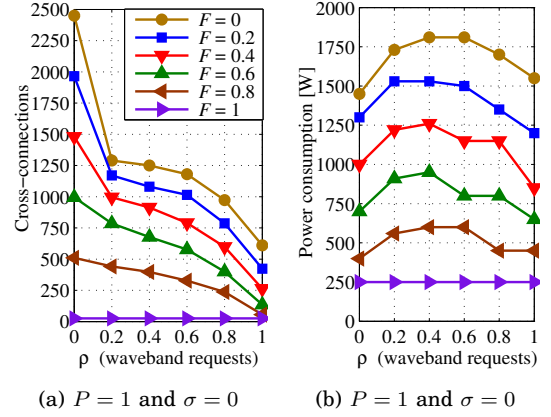 2500
2250
2000
1750
1500
1250
1000
750
500
250
0
Cross−connections
F = 0
F = 0.2
F = 0.4
F = 0.6
F = 0.8
F = 1
0 0.2 0.4 0.6 0.8 1
ρ (waveband requests)
(a) P = 1 and σ = 0
2000
1750
1500
1250
1000
750
500
250
0
Power consumption [W]
0 0.2 0.4 0.6 0.8 1
ρ (waveband requests)
(b) P = 1 and σ = 0